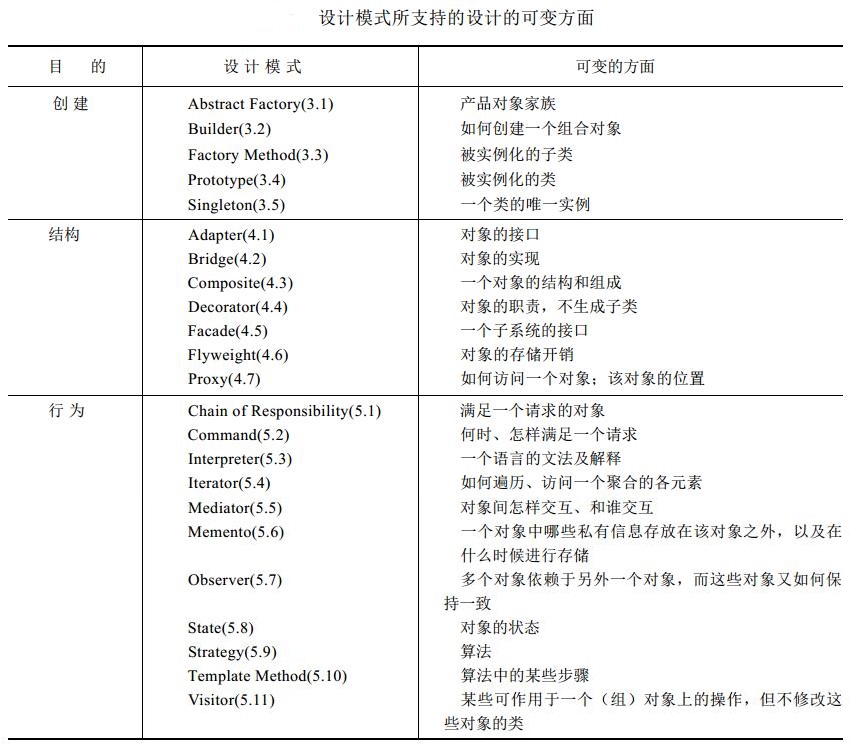 设计模式所支持的设计的可变方面
目 的 设计模式 可变的方面
创建 Abstract Factory(3.1) 产品对象家族
Builder(3.2) 如何创建一个组合对象
Factory Method(3.3) 被实例化的子类
Prototype(3.4) 被实例化的类
Singleton(3.5) 一个类的唯一实例
结构 Adapter(4.1) 对象的接口
Bridge(4.2) 对象的实现
Composite(4.3) 一个对象的结构和组成
Decorator(4.4) 对象的职责，不生成子类
Facade(4.5) 一个子系统的接口
Flyweight(4.6) 对象的存储开销
Proxy(4.7) 如何访问一个对象；该对象的位置
行为 Chain of Responsibility(5.1) 满足一个请求的对象
Command(5.2) 何时、怎样满足一个请求
Interpreter(5.3) 一个语言的文法及解释
Iterator(5.4) 如何遍历、访问一个聚合的各元素
Mediator(5.5) 对象间怎样交互、和谁交互
Memento(5.6) 一个对象中哪些私有信息存放在该对象之外，以及在
什么时候进行存储
Observer(5.7) 多个对象依赖于另外一个对象，而这些对象又如何保
持一致
State(5.8) 对象的状态
Strategy(5.9) 算法
Template Method(5.10) 算法中的某些步骤
Visitor(5.11) 某些可作用于一个（组）对象上的操作，但不修改这
些对象的类